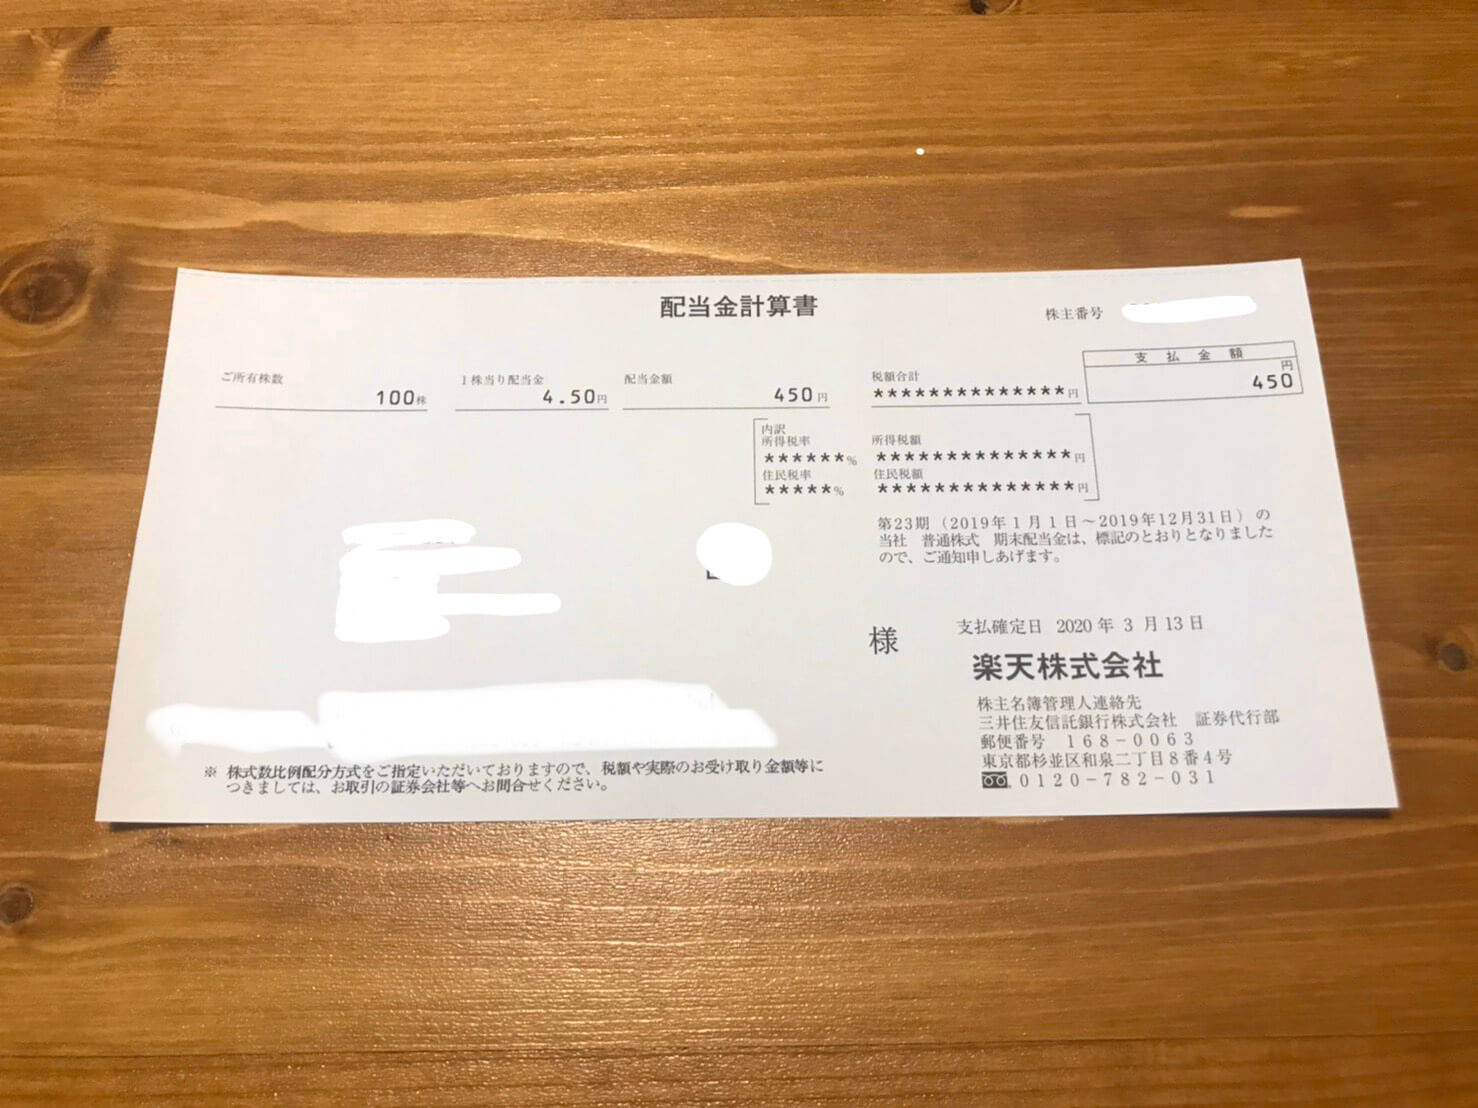 配当金計算書
株主番号
ご所有株数
100株
1株当り配当金
4.50円
配当金額
450円
税額合計
**************円
支払金額
円
450
内訳
所得税率
******%
所得税額
**************円
住民税率
*****%
住民税額
**************円
第23期(2019年1月1日~2019年12月31日)の
当社 普通株式 期末配当金は、標記のとおりとなりました
ので、ご通知申しあげます。
様
支払確定日 2020年 3月13日
楽天株式会社
株主名簿管理人連絡先
三井住友信託銀行株式会社 証券代行部
郵便番号 168-0063
東京都杉並区和泉二丁目8番4号
0120-782-031
※ 株式数比例配分方式をご指定いただいておりますので、税額や実際のお受け取り金額等に
つきましては、お取引の証券会社等へお問合せください。